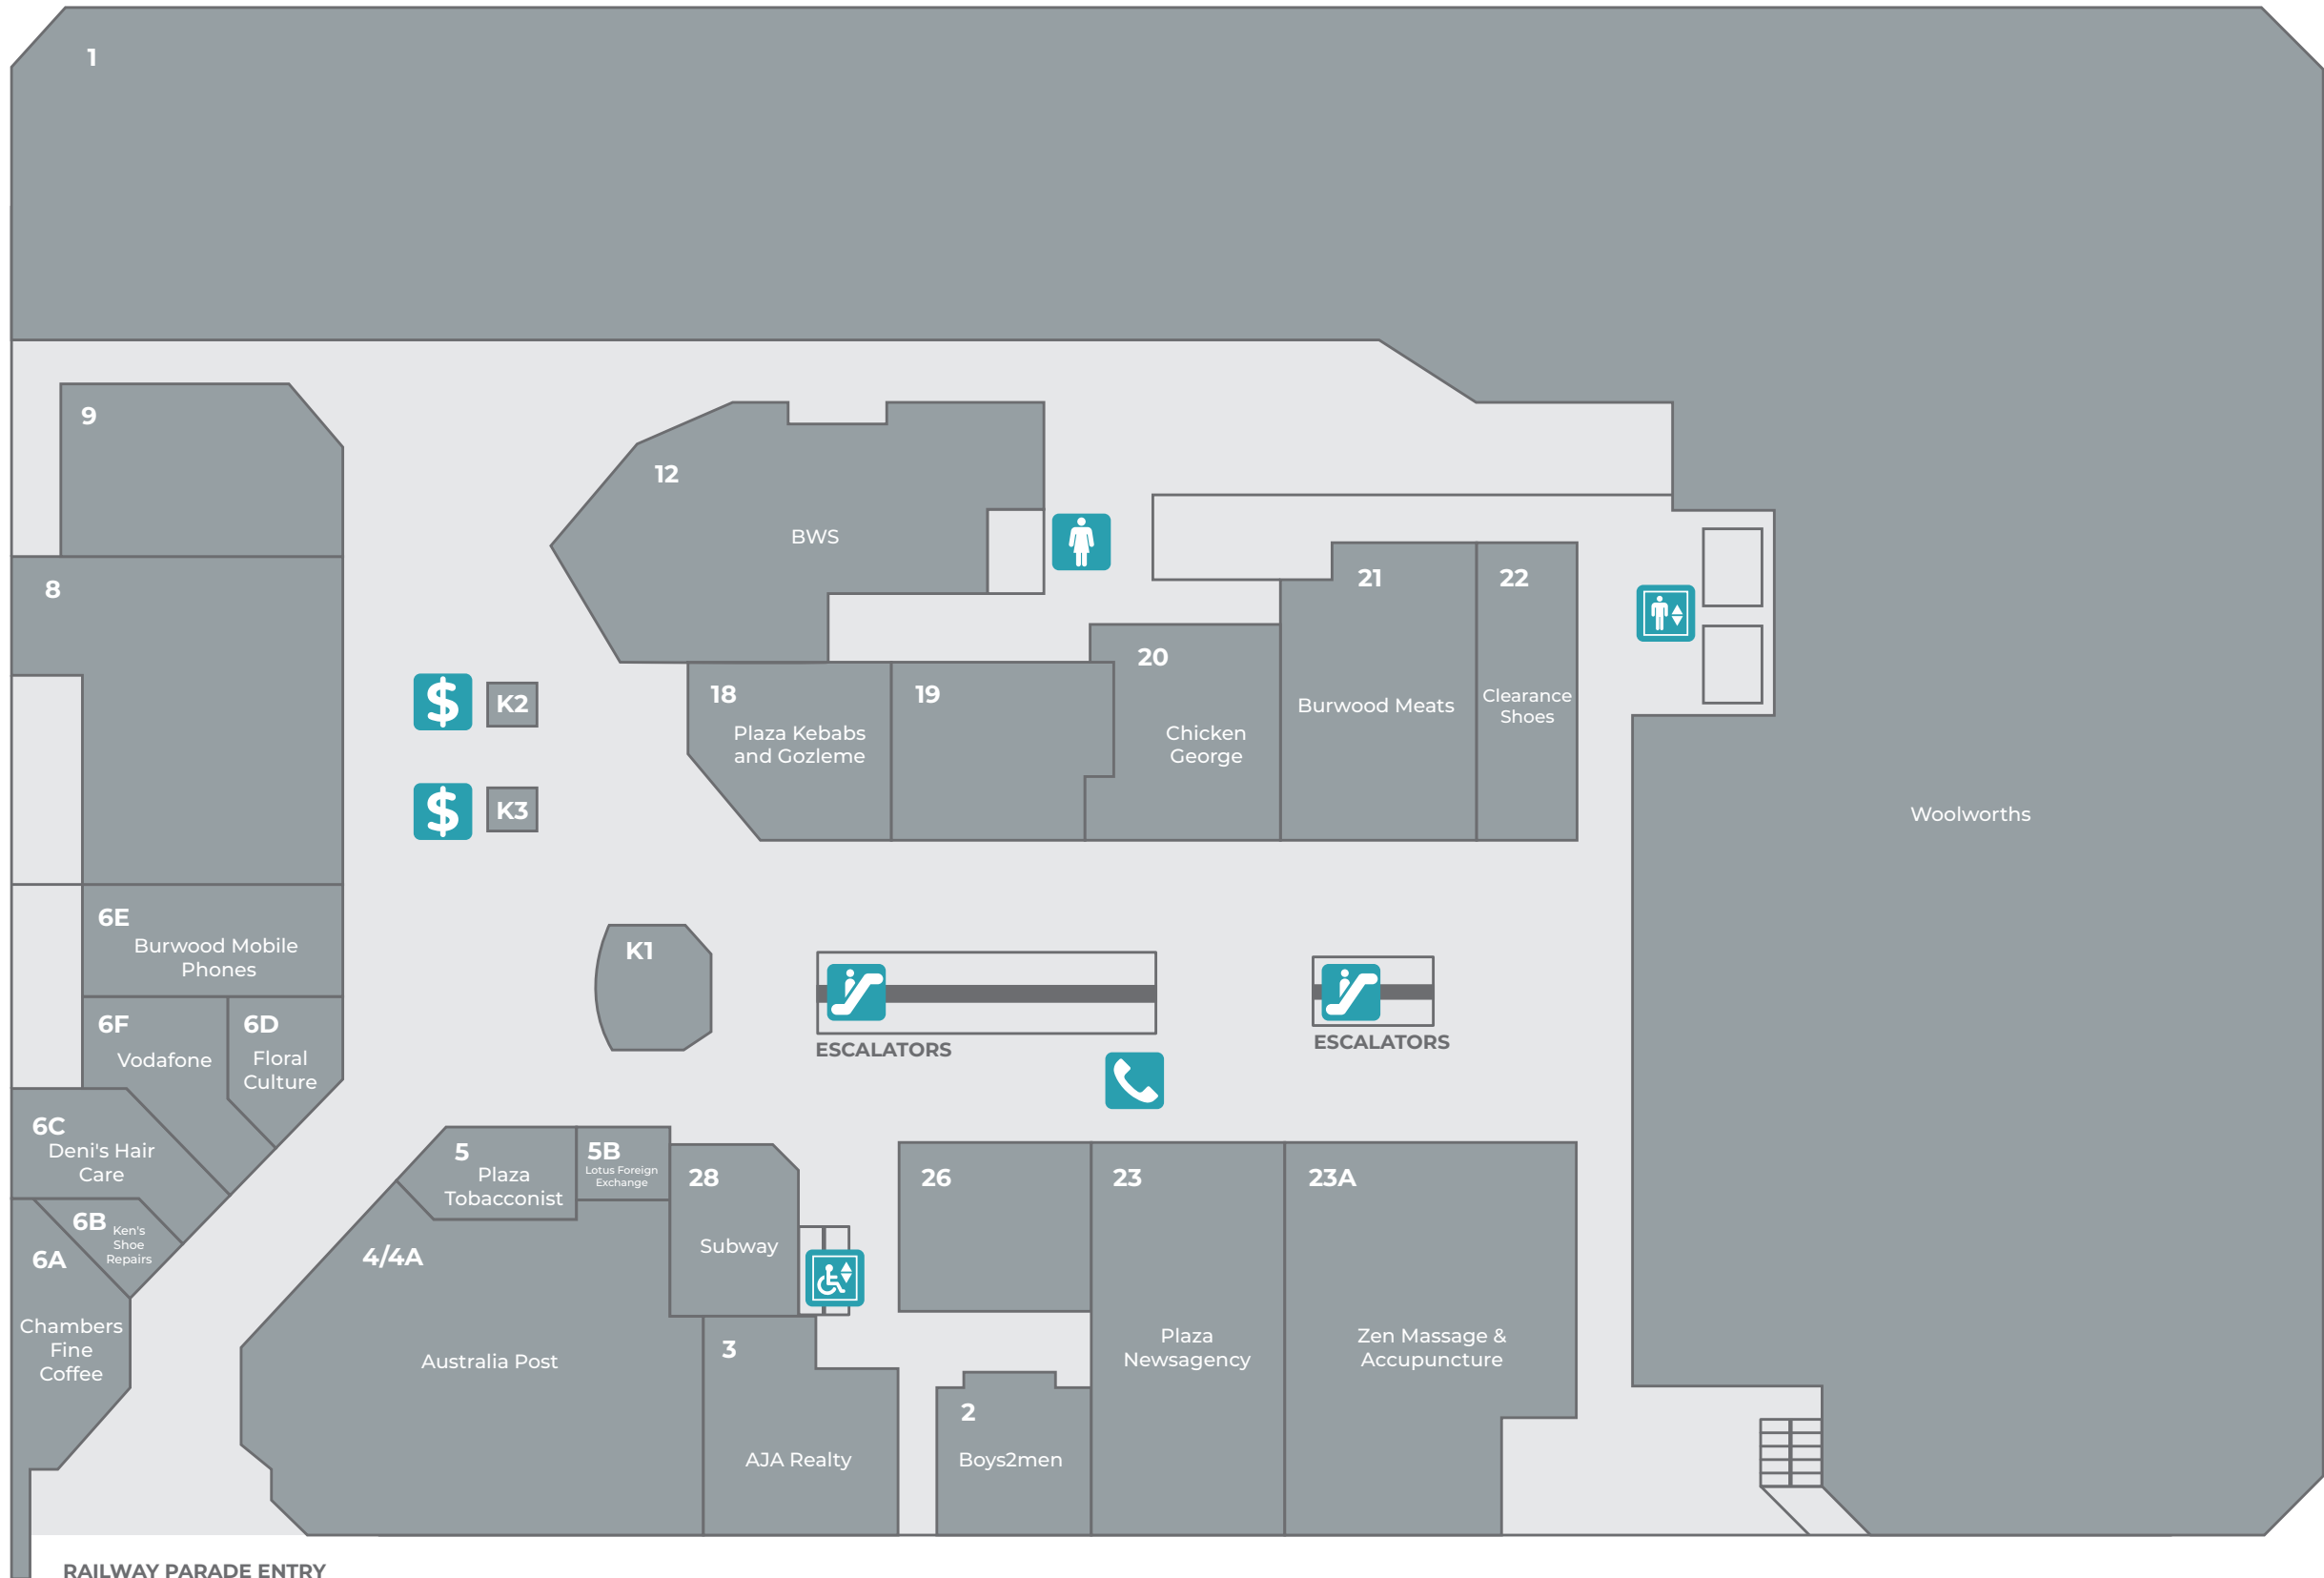 1
9
12
BWS
8
21
22
20
K2
18
19
Plaza Kebabs
and Gozleme
Chicken
George
Burwood Meats
Clearance
Shoes
K3
Woolworths
6E
Burwood Mobile
Phones
K1
6F
Vodafone
6D
Floral
Culture
ESCALATORS
ESCALATORS
6C
Deni's Hair
Care
5
Plaza
Tobacconist
5B
Lotus Foreign
Exchange
28
Subway
26
23
23A
6B
Ken's
Shoe
Repairs
6A
Chambers
Fine
Coffee
4/4A
Australia Post
3
AJA Realty
2
Boys2men
Plaza
Newsagency
Zen Massage &
Accupuncture
RAILWAY PARADE ENTRY